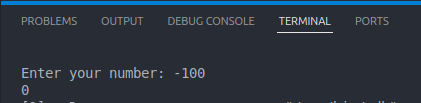 PROBLEMS OUTPUT DEBUG CONSOLE TERMINAL PORTS
Enter your number: -100
0